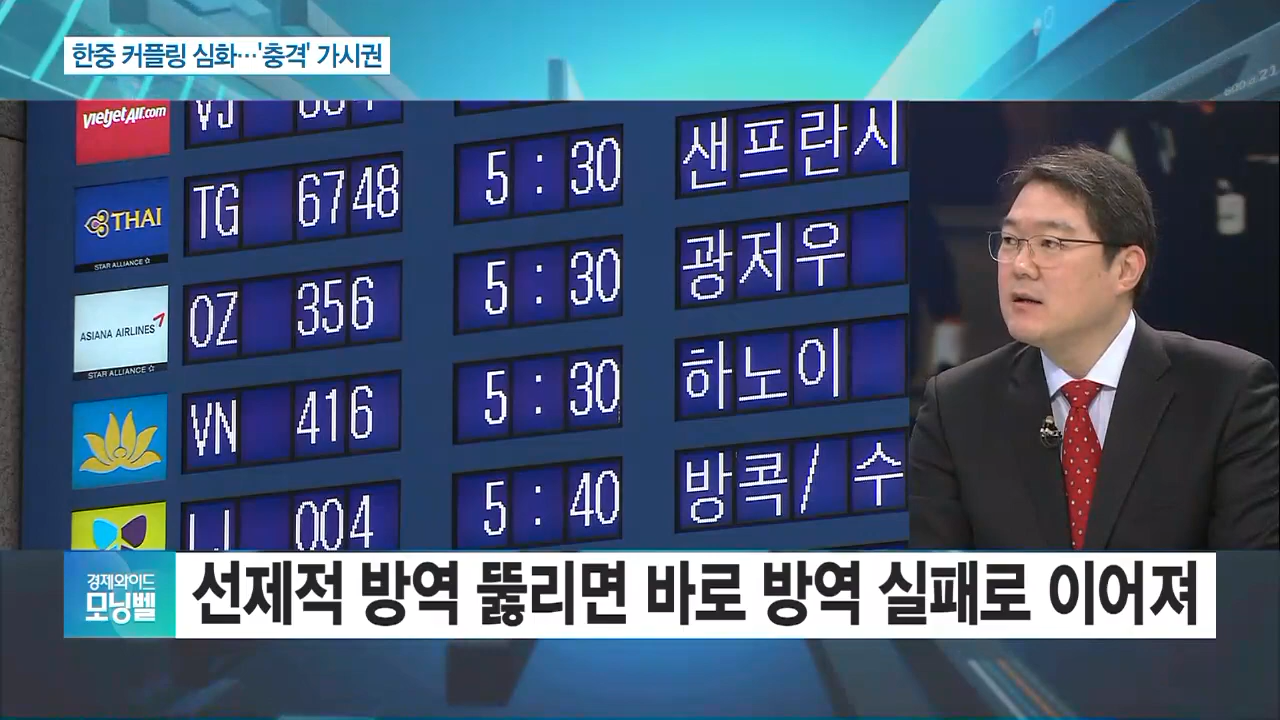 한중 커플링 심화…'충격' 가시권
vietjetAir.com
VJ
THAI
STAR ALLIANCE
TG 6748 5:30 샌프란시
ASIANA AIRLINES
STAR ALLIANCE
OZ 356 5:30 광저우
VN 416 5:30 하노이
LJ 004 5:40 방콕/수
경제와이드
모닝벨
선제적 방역 뚫리면 바로 방역 실패로 이어져